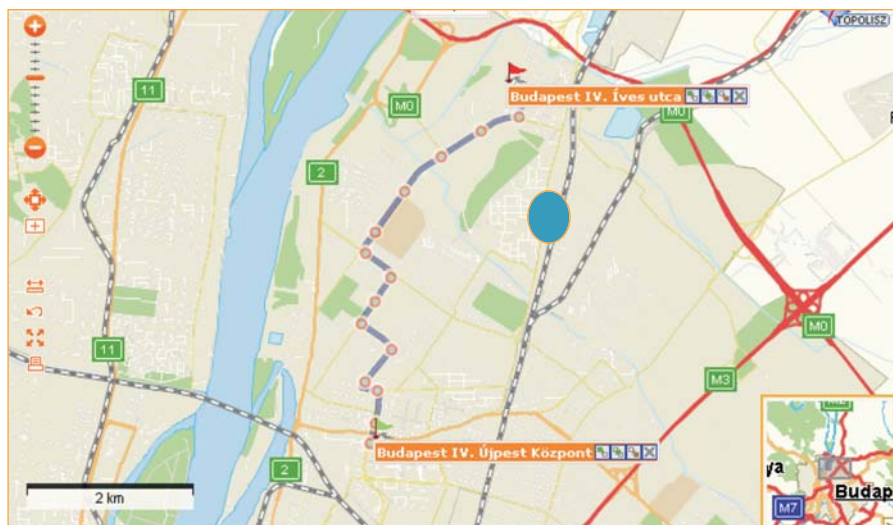 TOPOLISZ
11
Budapest IV. Íves utca
M0
M0
2
11
M0
M3
Budapest IV. Újpest Központ
2
2 km
ya
Budap
M7